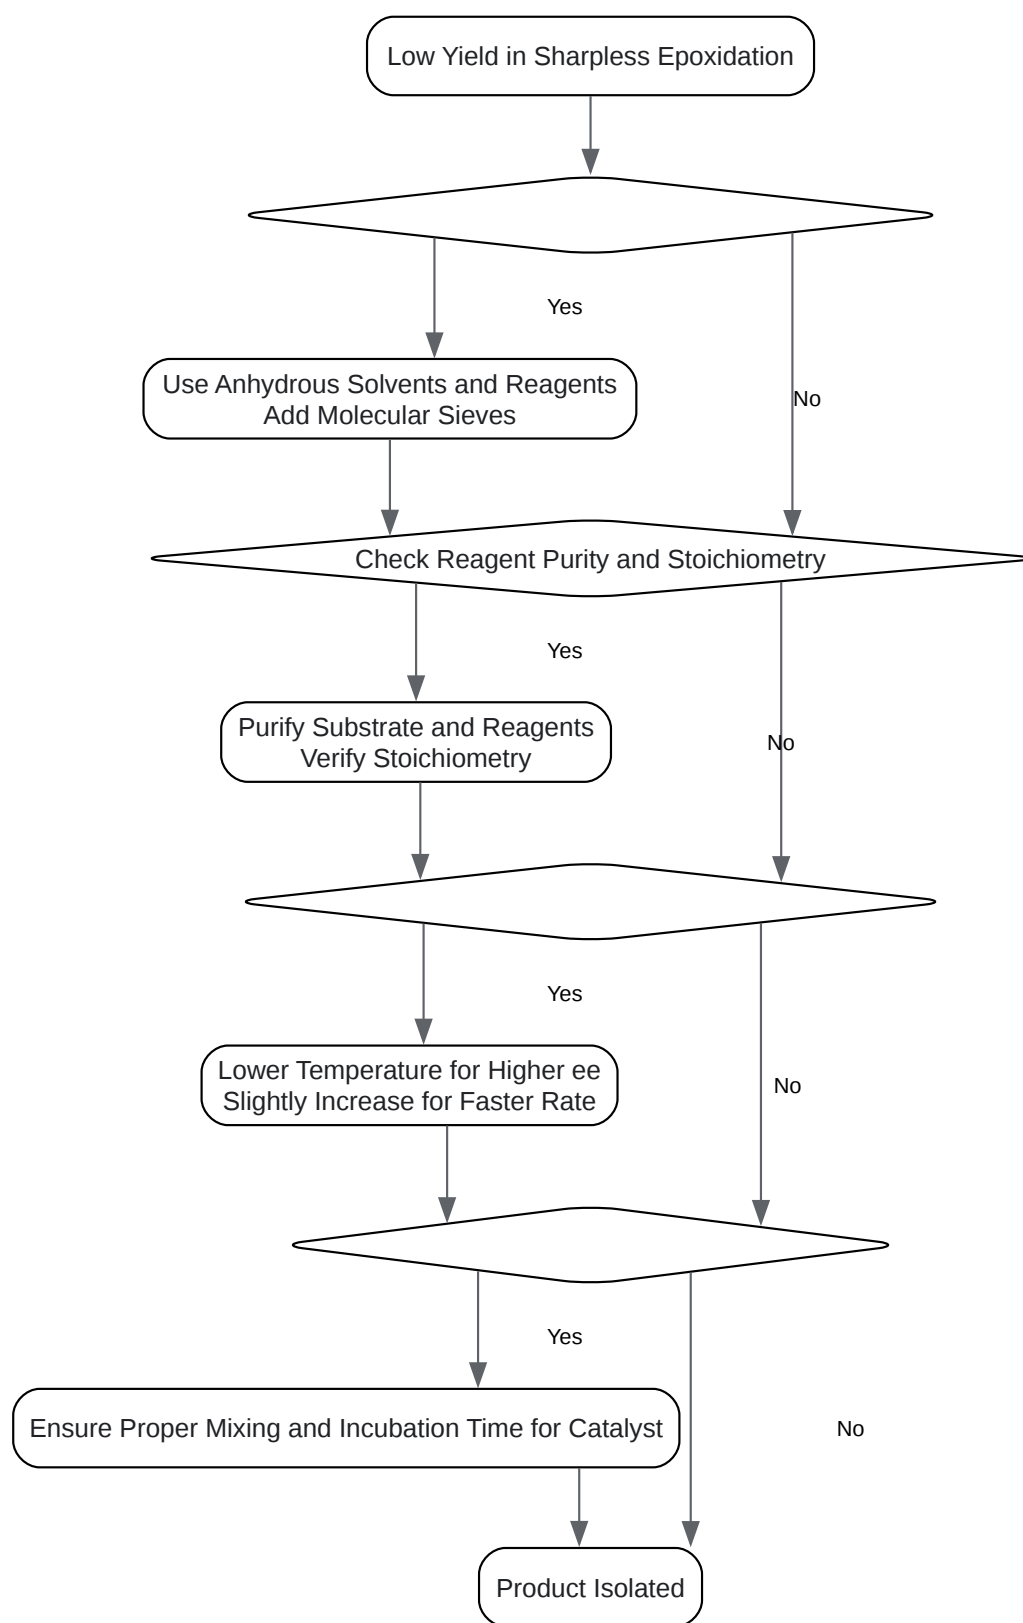 Low Yield in Sharpless Epoxidation
Yes
Use Anhydrous Solvents and Reagents
Add Molecular Sieves
No
Check Reagent Purity and Stoichiometry
Yes
Purify Substrate and Reagents
Verify Stoichiometry
No
Yes
Lower Temperature for Higher ee
Slightly Increase for Faster Rate
No
Yes
Ensure Proper Mixing and Incubation Time for Catalyst
No
Product Isolated